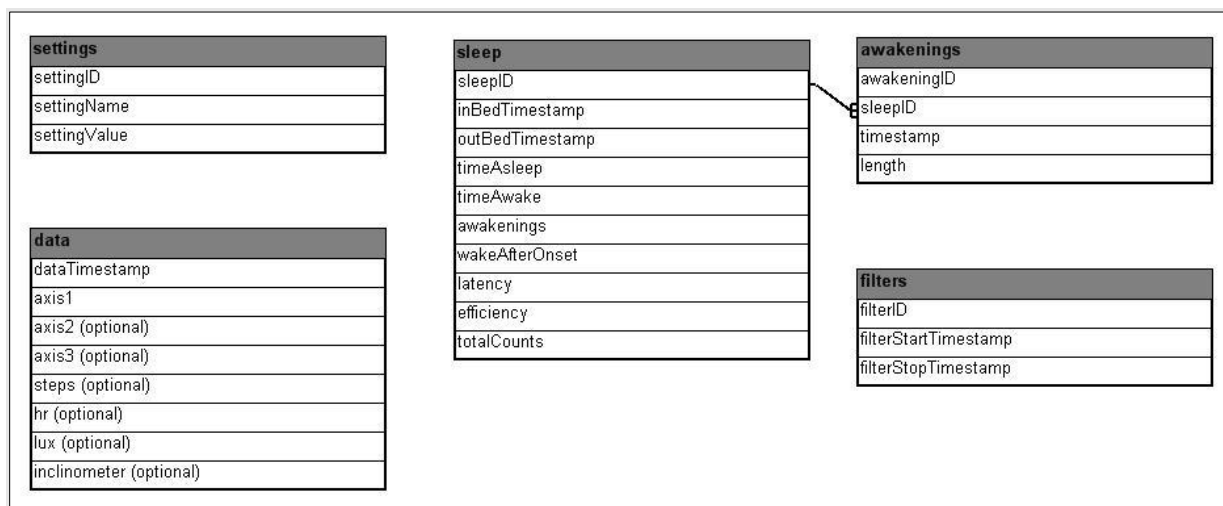 settings
settingID
settingName
settingValue
data
dataTimestamp
axis1
axis2 (optional)
axis3 (optional)
steps (optional)
hr (optional)
lux (optional)
inclinometer (optional)
sleep
sleepID
inBedTimestamp
outBedTimestamp
timeAsleep
timeAwake
awakenings
wakeAfterOnset
latency
efficiency
totalCounts
awakenings
awakeningID
sleepID
timestamp
length
filters
filterID
filterStartTimestamp
filterStopTimestamp